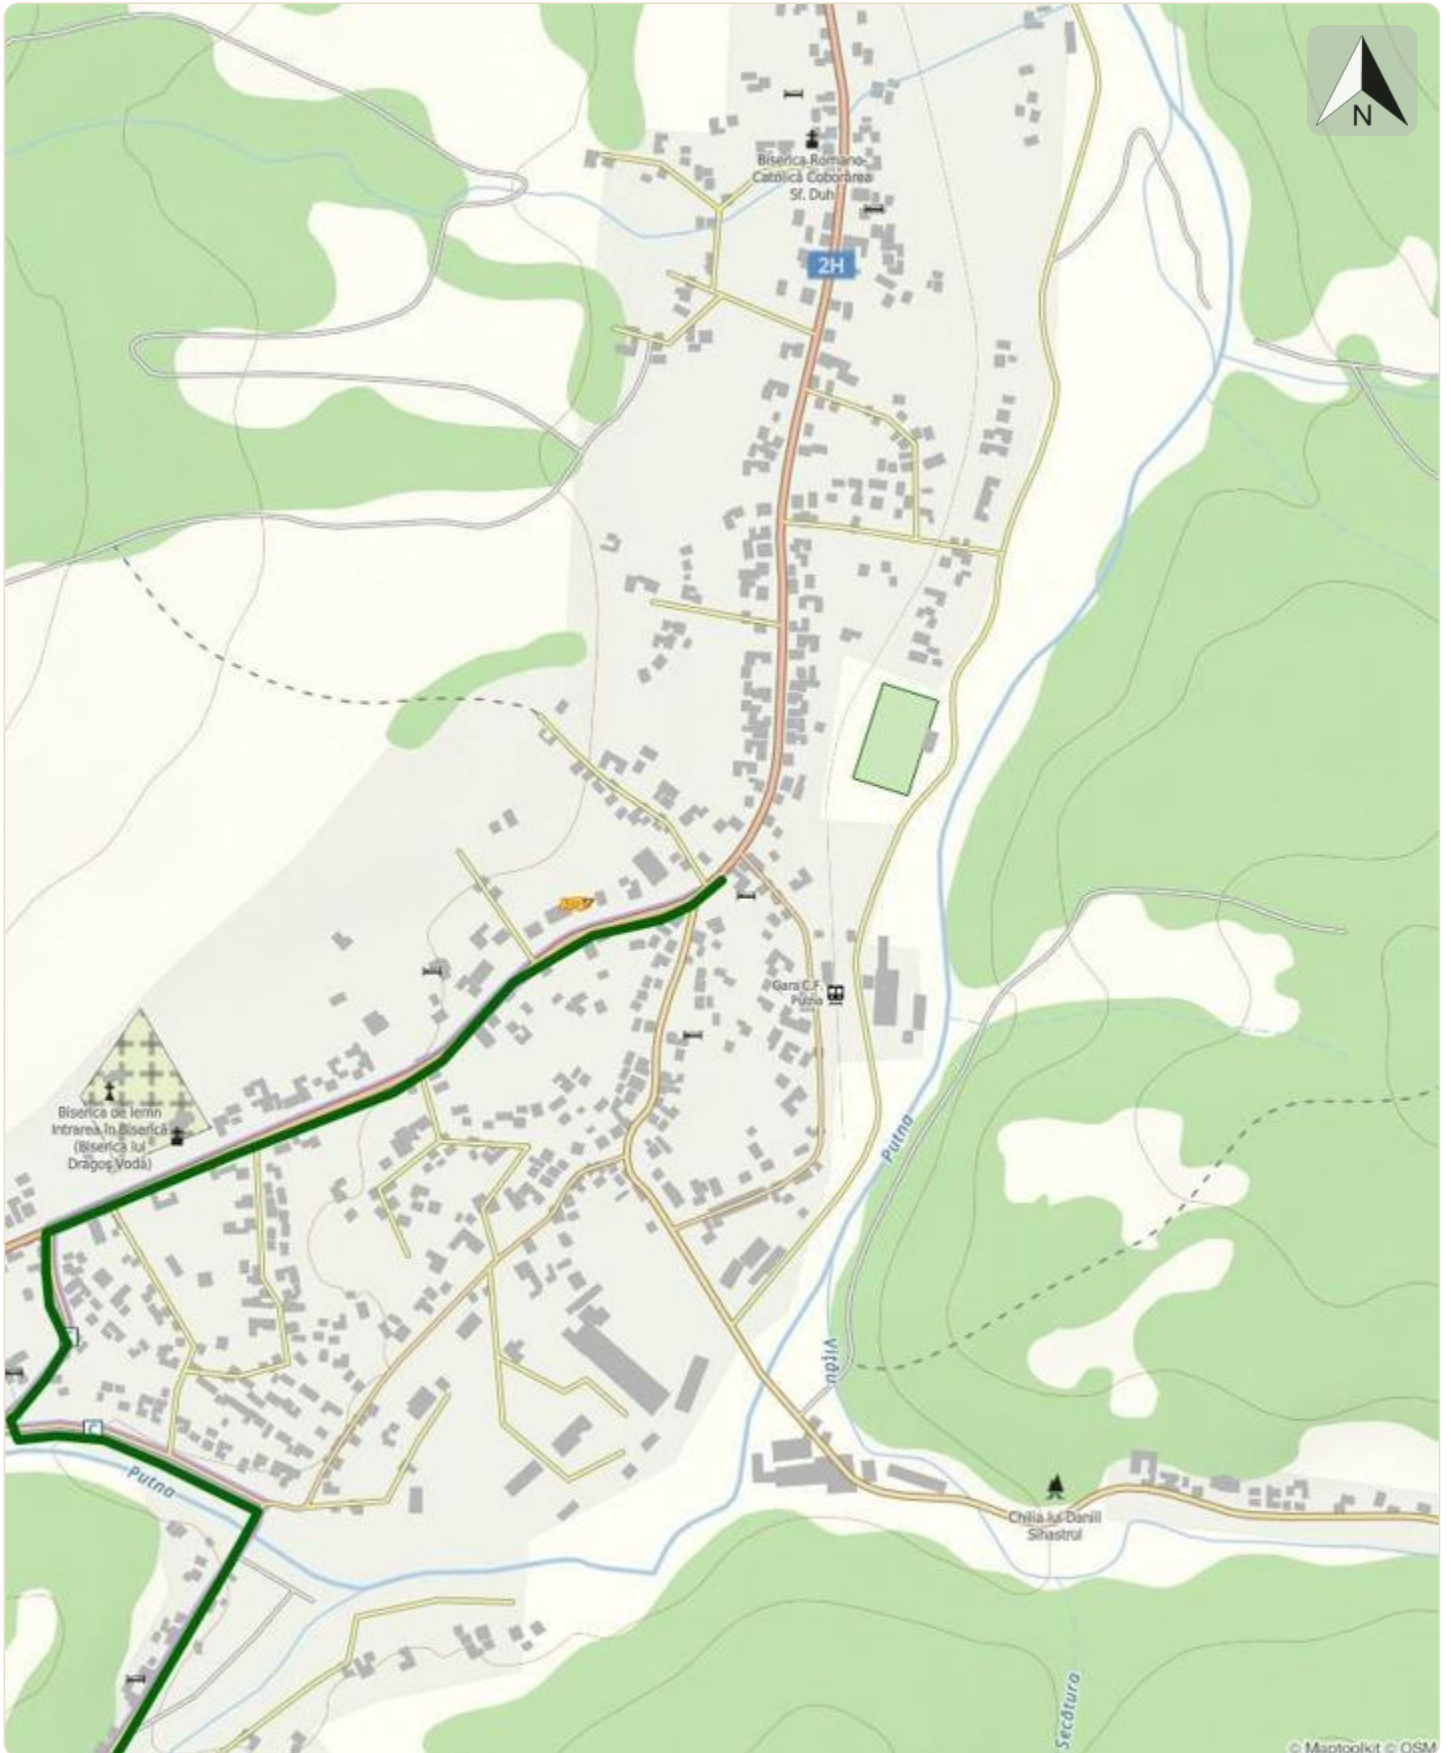 N
Biserica Romano-
Catolică Coborârea
Sf. Duh
2H
Gara C.F.
Putna
Biserica de lemn
Intrarea în Biserică
(Biserica lui
Dragoș Vodă)
Putna
Vițău
C
Putna
Chilia lui Daniil
Sihastrul
Secătura
© Maptoolkit © OSM